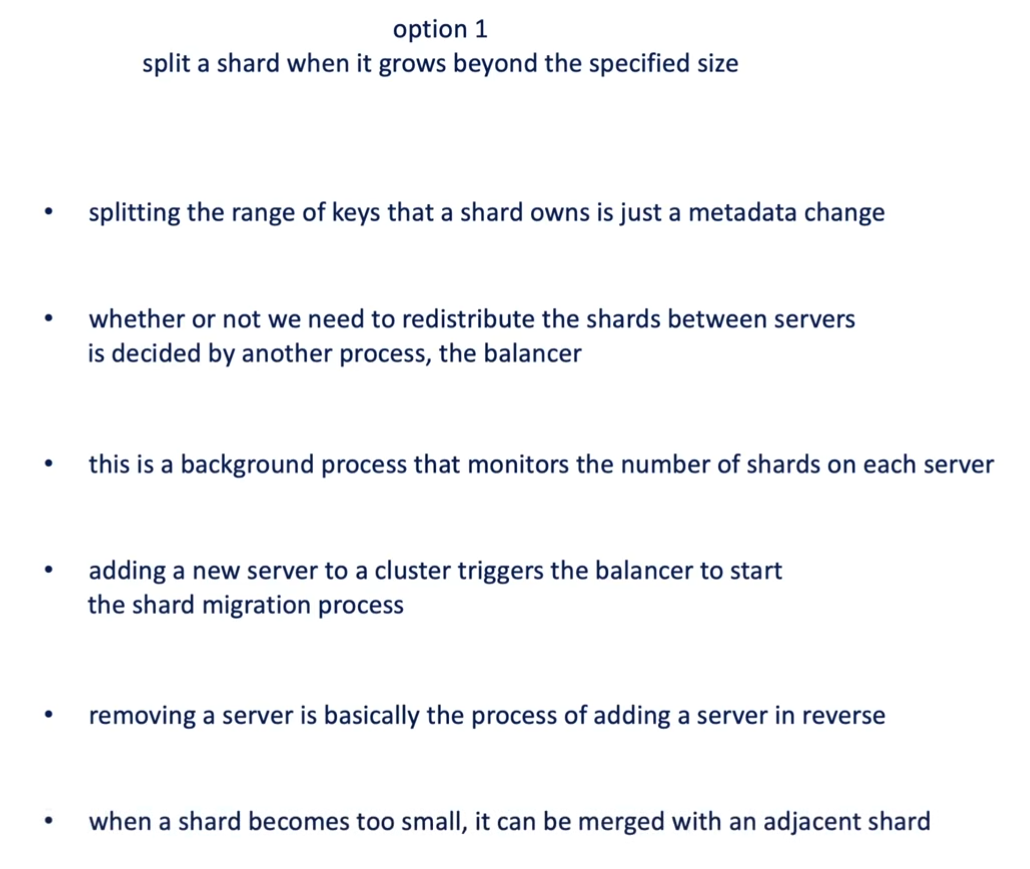 option 1
split a shard when it grows beyond the specified size
• splitting the range of keys that a shard owns is just a metadata change
• whether or not we need to redistribute the shards between servers
is decided by another process, the balancer
• this is a background process that monitors the number of shards on each server
• adding a new server to a cluster triggers the balancer to start
the shard migration process
• removing a server is basically the process of adding a server in reverse
• when a shard becomes too small, it can be merged with an adjacent shard